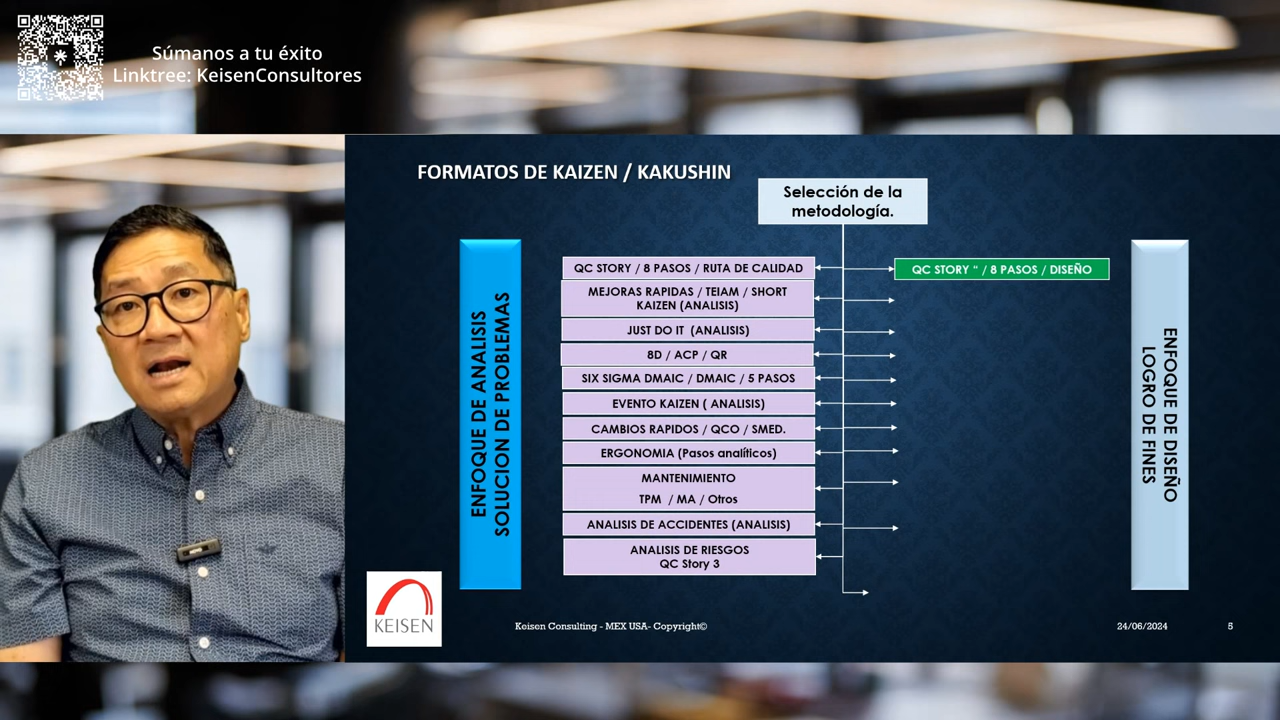 Súmanos a tu éxito
Linktree: KeisenConsultores
FORMATOS DE KAIZEN / KAKUSHIN
Selección de la
metodología.
ENFOQUE DE ANALISIS
SOLUCION DE PROBLEMAS
QC STORY / 8 PASOS / RUTA DE CALIDAD
MEJORAS RAPIDAS / TEIAM / SHORT
KAIZEN (ANALISIS)
JUST DO IT (ANALISIS)
8D / ACP / QR
SIX SIGMA DMAIC / DMAIC / 5 PASOS
EVENTO KAIZEN ( ANALISIS)
CAMBIOS RAPIDOS / QCO / SMED.
ERGONOMIA (Pasos analíticos)
MANTENIMIENTO
TPM / MA / Otros
ANALISIS DE ACCIDENTES (ANALISIS)
ANALISIS DE RIESGOS
QC Story 3
QC STORY " / 8 PASOS / DISEÑO
ENFOQUE DE DISEÑO
LOGRO DE FINES
KEISEN
Keisen Consulting - MEX USA- Copyright©
24/06/2024
5